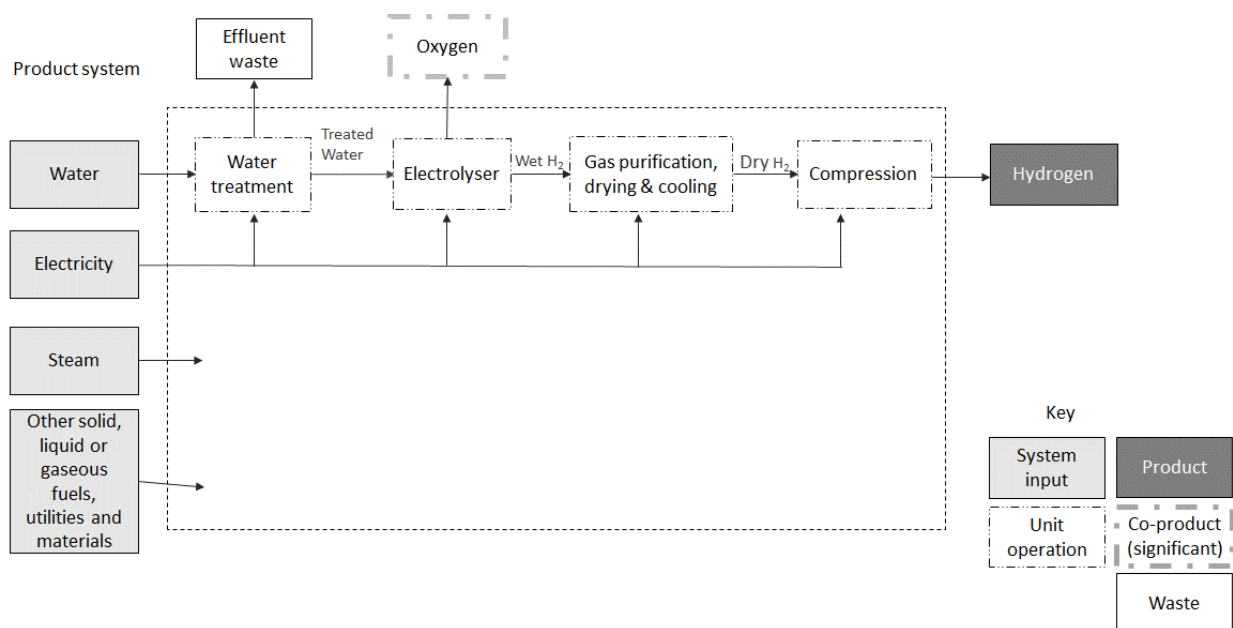 Product system
Effluent
waste
Oxygen
Water
Water
treatment
Treated
Water
Electrolyser
Wet H₂
Gas purification,
drying & cooling
Dry H₂
Compression
Hydrogen
Electricity
Steam
Other solid,
liquid or
gaseous
fuels,
utilities and
materials
Key
System
input
Product
Unit
operation
Co-product
(significant)
Waste